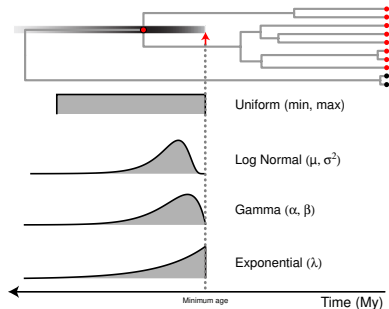 Uniform (min, max)
Log Normal (μ, σ²)
Gamma (α, β)
Exponential (λ)
Minimum age
Time (My)